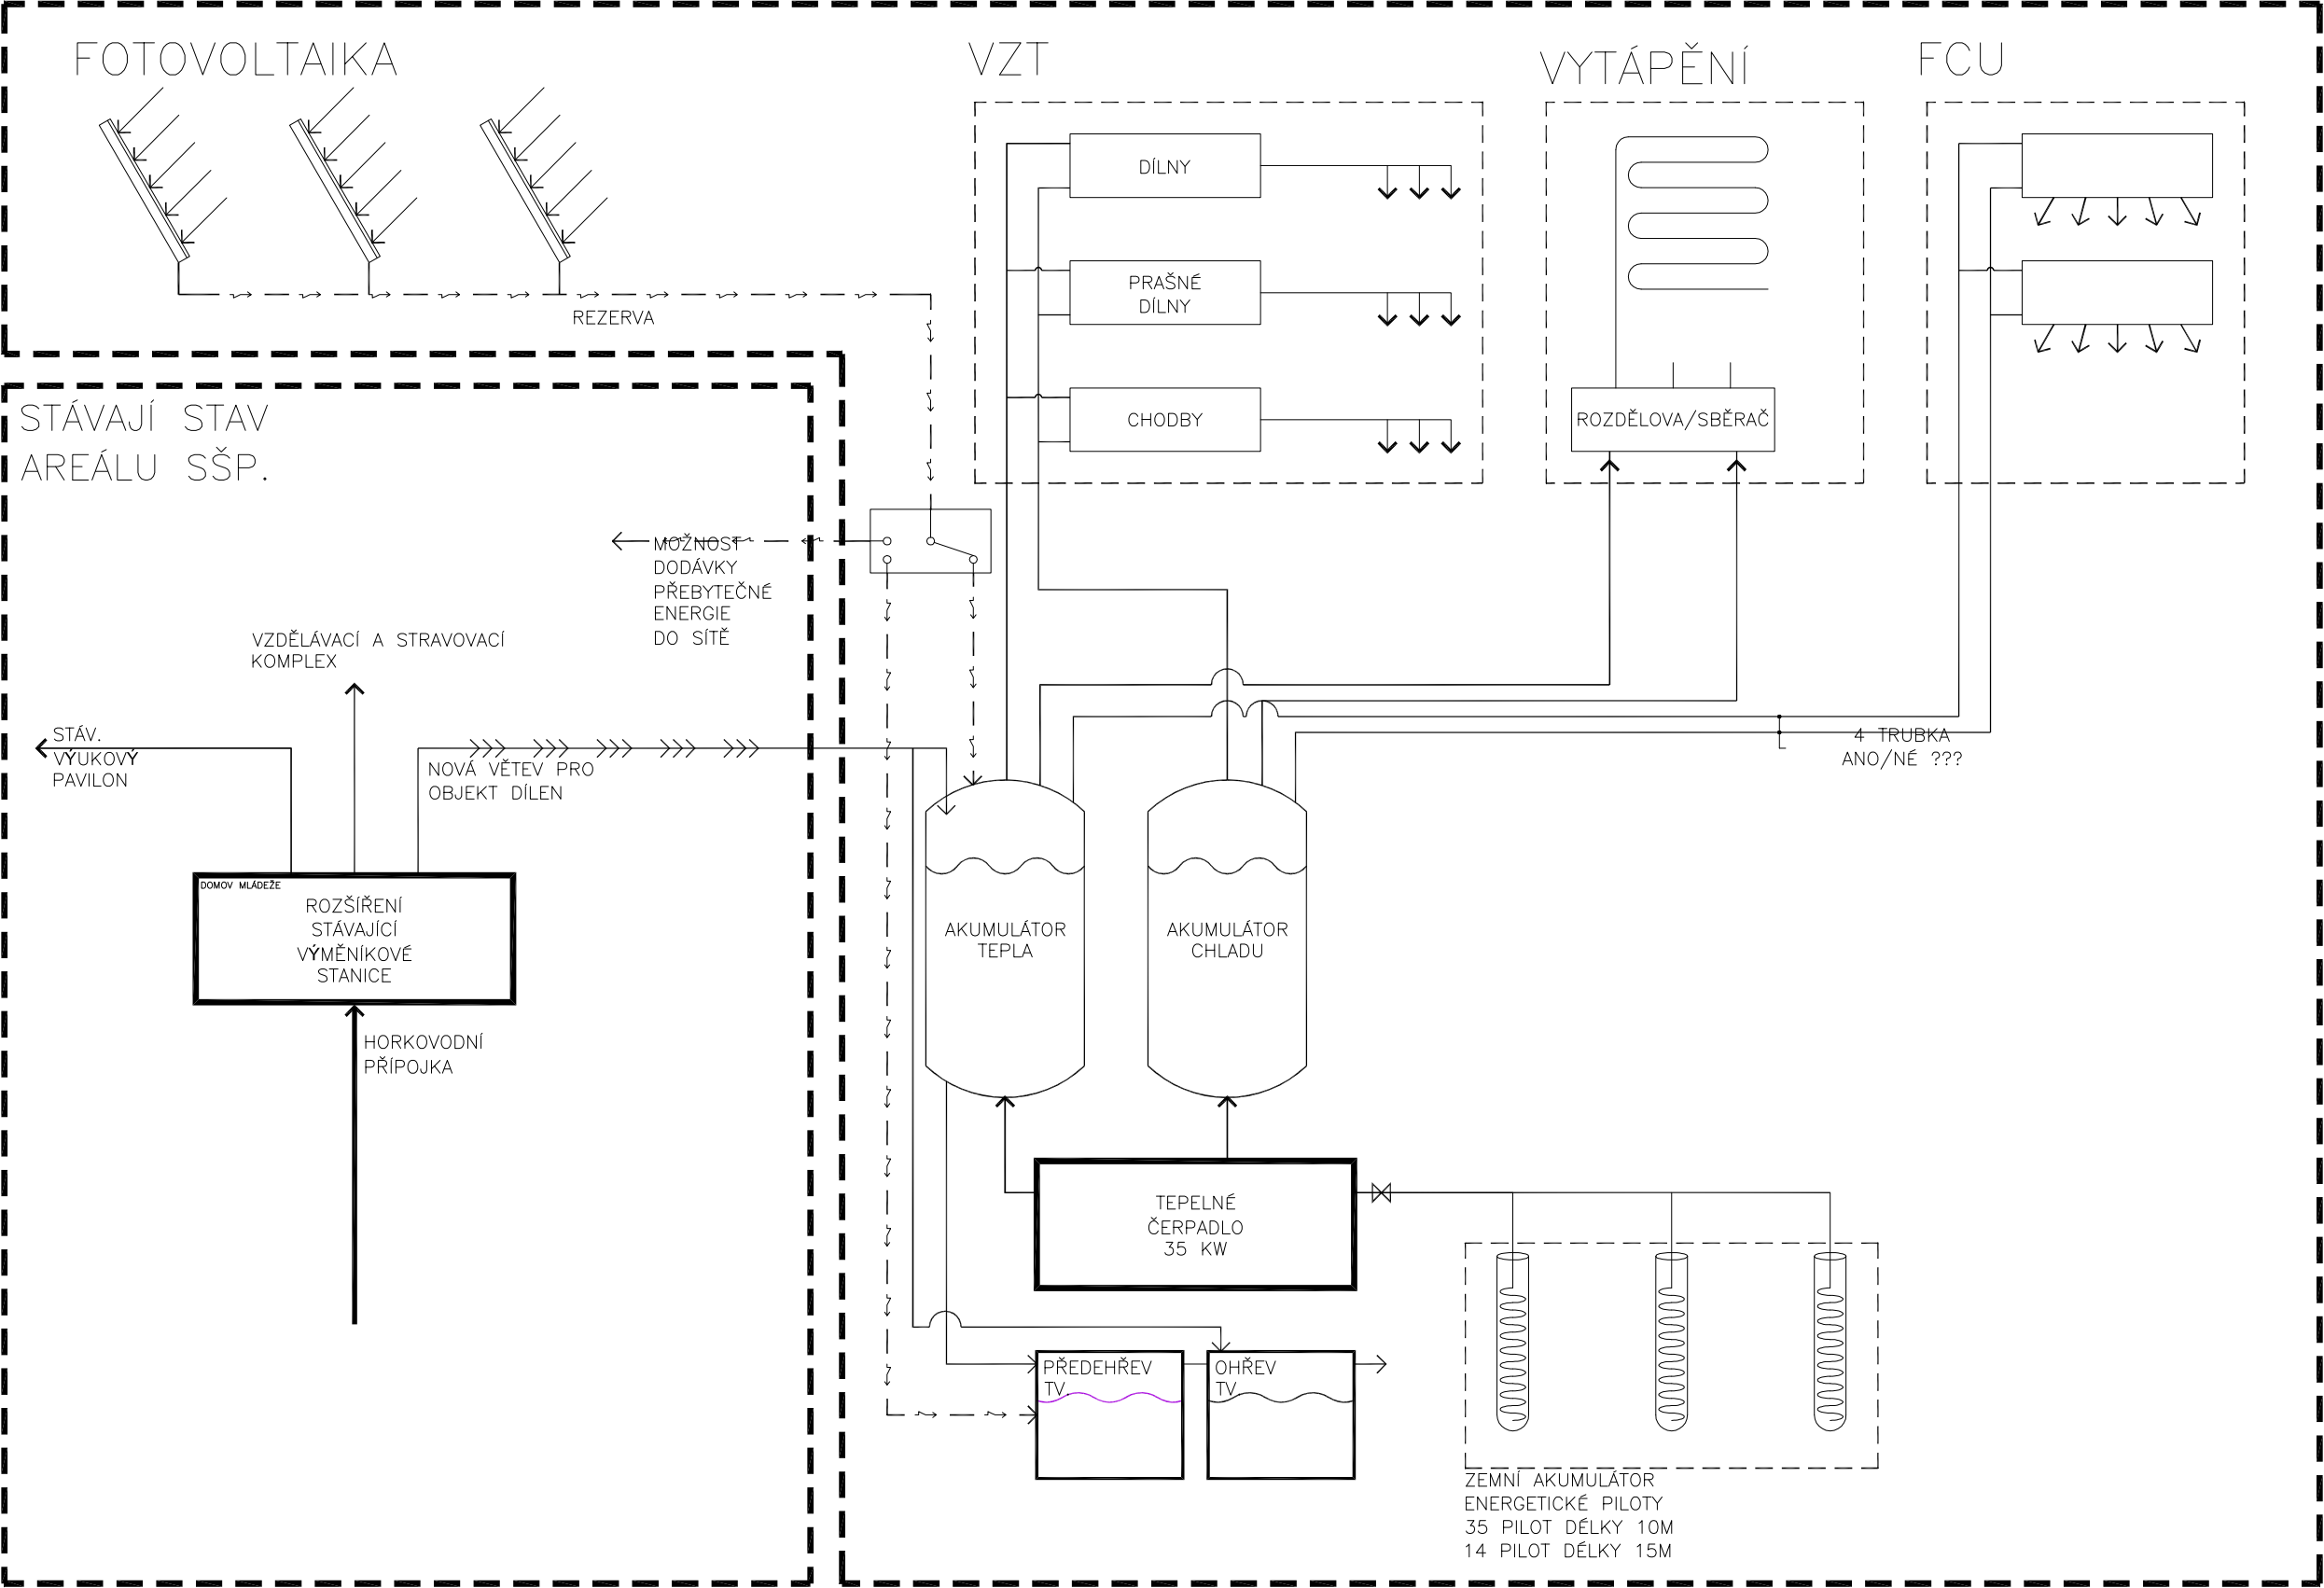 FOTOVOLTAIKA
VZT
VYTÁPĚNÍ
FCU
DÍLNY
PRAŠNÉ
DÍLNY
CHODBY
REZERVA
ROZDĚLOVA/SBĚRAČ
STÁVAJÍ STAV
AREÁLU SŠP.
MOŽNOST
DODÁVKY
PŘEBYTEČNÉ
ENERGIE
DO SÍTĚ
VZDĚLÁVACÍ A STRAVOVACÍ
KOMPLEX
STÁV.
VÝUKOVÝ
PAVILON
NOVÁ VĚTEV PRO
OBJEKT DÍLEN
4 TRUBKA
ANO/NÉ ???
DOMOV MLÁDEŽE
ROZŠÍŘENÍ
STÁVAJÍCÍ
VÝMĚNÍKOVÉ
STANICE
HORKOVODNÍ
PŘÍPOJKA
AKUMULÁTOR
TEPLA
AKUMULÁTOR
CHLADU
TEPELNÉ
ČERPADLO
35 KW
PŘEDEHŘEV
TV.
OHŘEV
TV
ZEMNÍ AKUMULÁTOR
ENERGETICKÉ PILOTY
35 PILOT DÉLKY 10M
14 PILOT DÉLKY 15M